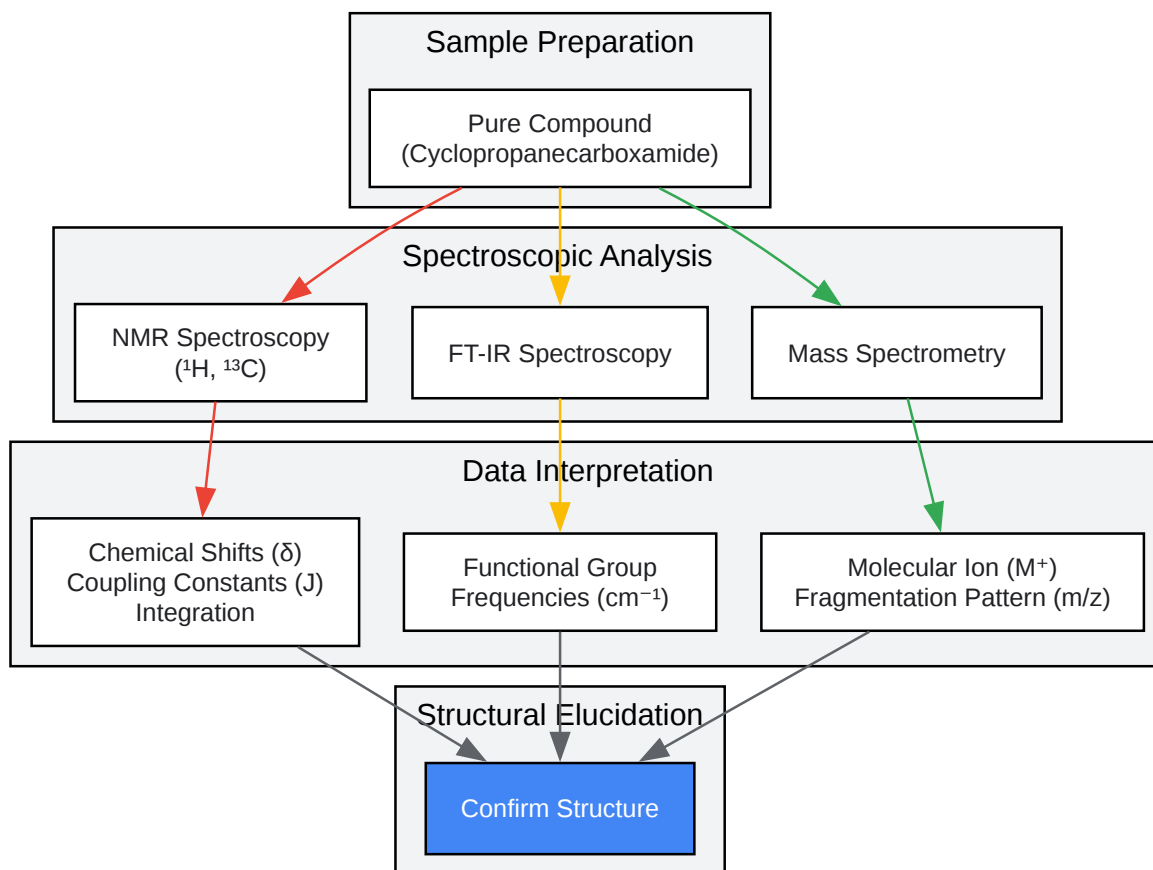 Sample Preparation
Pure Compound
(Cyclopropanecarboxamide)
Spectroscopic Analysis
NMR Spectroscopy
(¹H, ¹³C)
FT-IR Spectroscopy
Mass Spectrometry
Data Interpretation
Chemical Shifts (δ)
Coupling Constants (J)
Integration
Functional Group
Frequencies (cm⁻¹)
Molecular Ion (M⁺)
Fragmentation Pattern (m/z)
Structural Elucidation
Confirm Structure